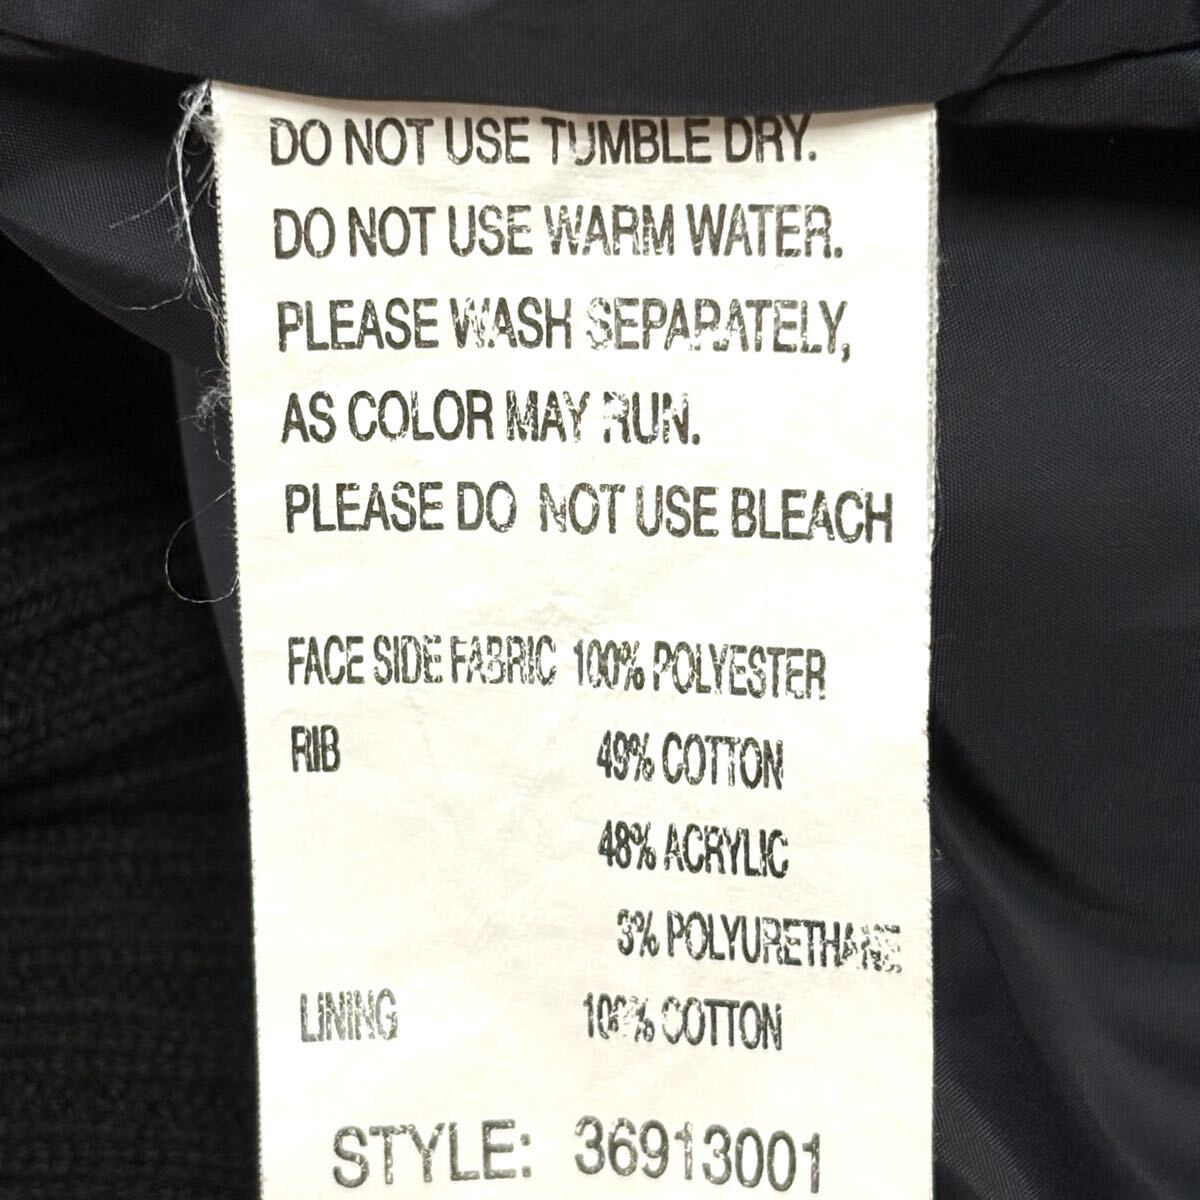 DO NOT USE TUMBLE DRY.
DO NOT USE WARM WATER.
PLEASE WASH SEPARATELY,
AS COLOR MAY RUN.
PLEASE DO NOT USE BLEACH
FACE SIDE FABRIC 100% POLYESTER
RIB 49% COTTON
48% ACRYLIC
3% POLYURETHANE
LINING 100% COTTON
STYLE: 36913001